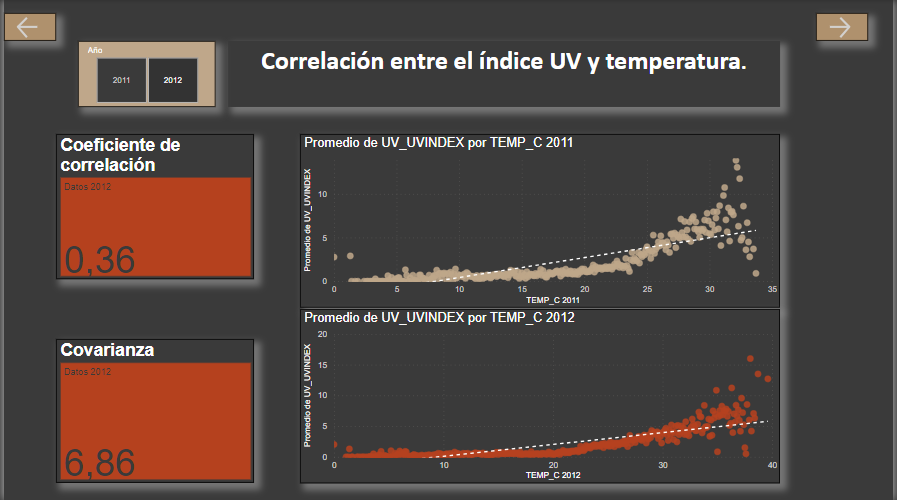 Año
2011
2012
Correlación entre el índice UV y temperatura.
Coeficiente de
correlación
Datos 2012
0,36
Covarianza
Datos 2012
6,86
Promedio de UV_UVINDEX por TEMP_C 2011
Promedio de UV_UVINDEX
10
5
0
0 5 10 15 20 25 30 35
TEMP_C 2011
Promedio de UV_UVINDEX por TEMP_C 2012
Promedio de UV_UVINDEX
20
15
10
5
0
0 10 20 30 40
TEMP_C 2012